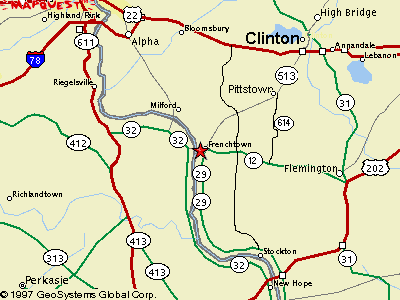 MAPQUEST
Highland Park
22
Bloomsbury
High Bridge
611
Alpha
Clinton
Annandale
Lebanon
78
Riegelsville
513
Pittstown
31
Milford
614
32
32
412
Frenchtown
12
Flemington
202
29
29
Richlandtown
413
313
413
Stockton
32
31
Perkasie
New Hope
© 1997 GeoSystems Global Corp.